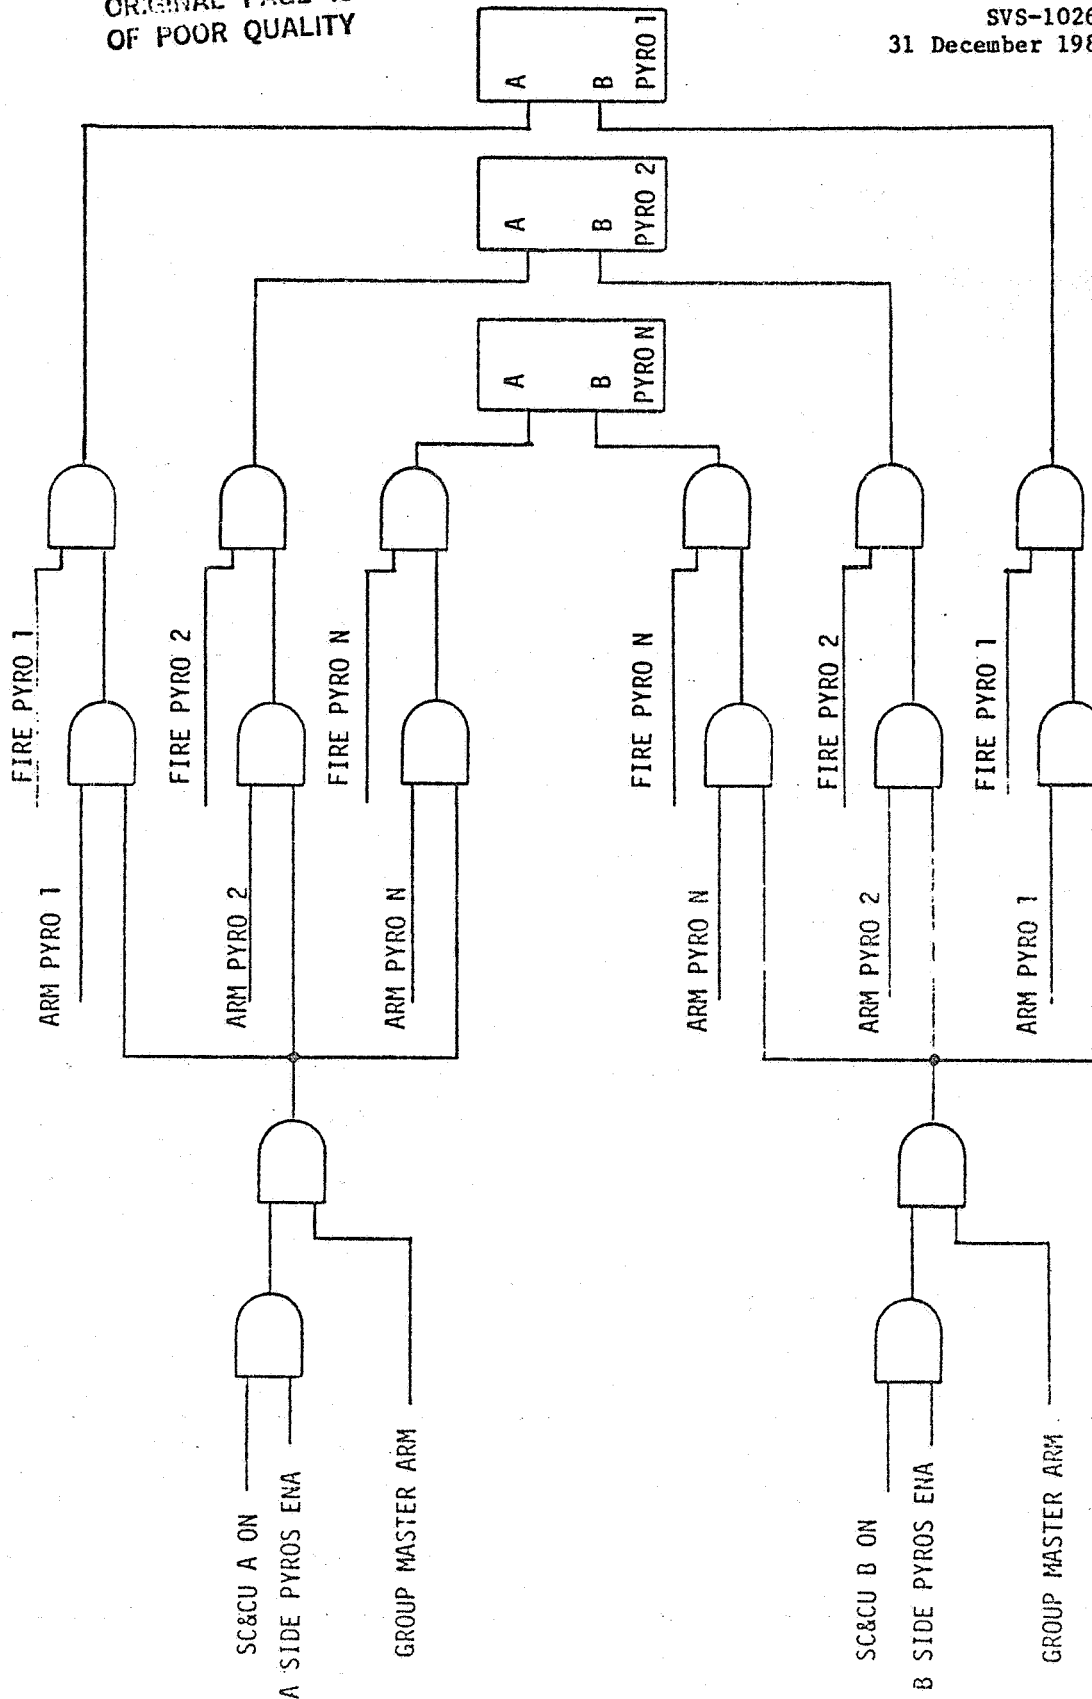 OF POOR QUALITY
SVS-1026
31 December 198
A
B
PYRO 1
A
B
PYRO 2
A
B
PYRO N
FIRE PYRO 1
FIRE PYRO 2
FIRE PYRO N
FIRE PYRO N
FIRE PYRO 2
FIRE PYRO 1
ARM PYRO 1
ARM PYRO 2
ARM PYRO N
ARM PYRO N
ARM PYRO 2
ARM PYRO 1
SC&CU A ON
A SIDE PYROS ENA
GROUP MASTER ARM
SC&CU B ON
B SIDE PYROS ENA
GROUP MASTER ARM